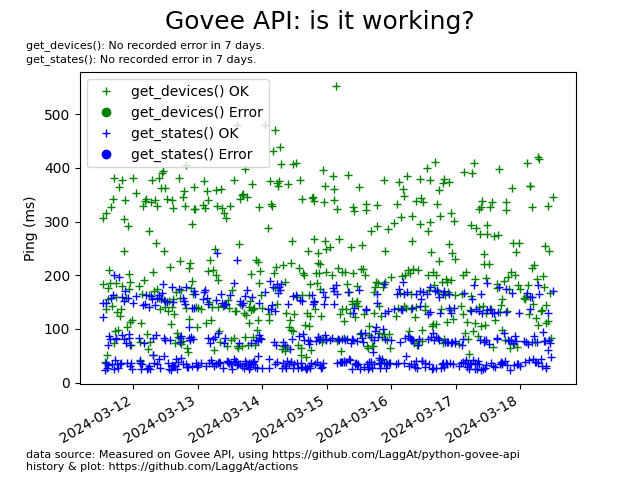 Govee API: is it working?
get_devices(): No recorded error in 7 days.
get_states(): No recorded error in 7 days.
get_devices() OK
get_devices() Error
get_states() OK
get_states() Error
Ping (ms)
500
400
300
200
100
0
2024-03-12
2024-03-13
2024-03-14
2024-03-15
2024-03-16
2024-03-17
2024-03-18
data source: Measured on Govee API, using https://github.com/LaggAt/python-govee-api
history & plot: https://github.com/LaggAt/actions